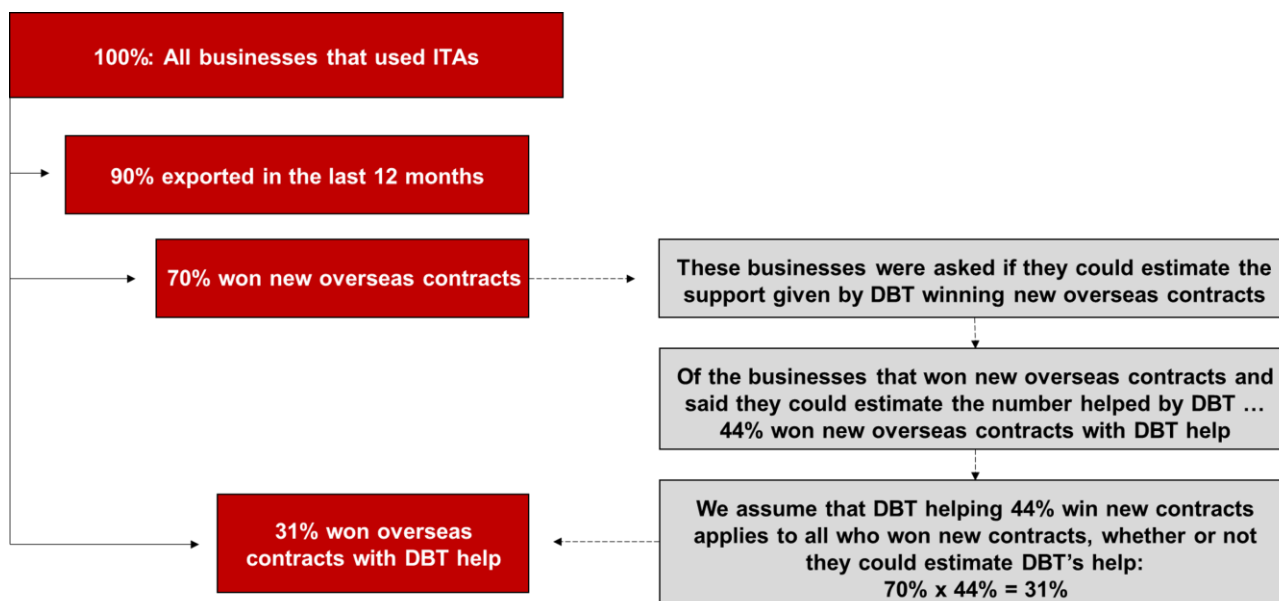 100%: All businesses that used ITAs
90% exported in the last 12 months
70% won new overseas contracts
These businesses were asked if they could estimate the
support given by DBT winning new overseas contracts
Of the businesses that won new overseas contracts and
said they could estimate the number helped by DBT …
44% won new overseas contracts with DBT help
31% won overseas
contracts with DBT help
We assume that DBT helping 44% win new contracts
applies to all who won new contracts, whether or not
they could estimate DBT's help:
70% x 44% = 31%